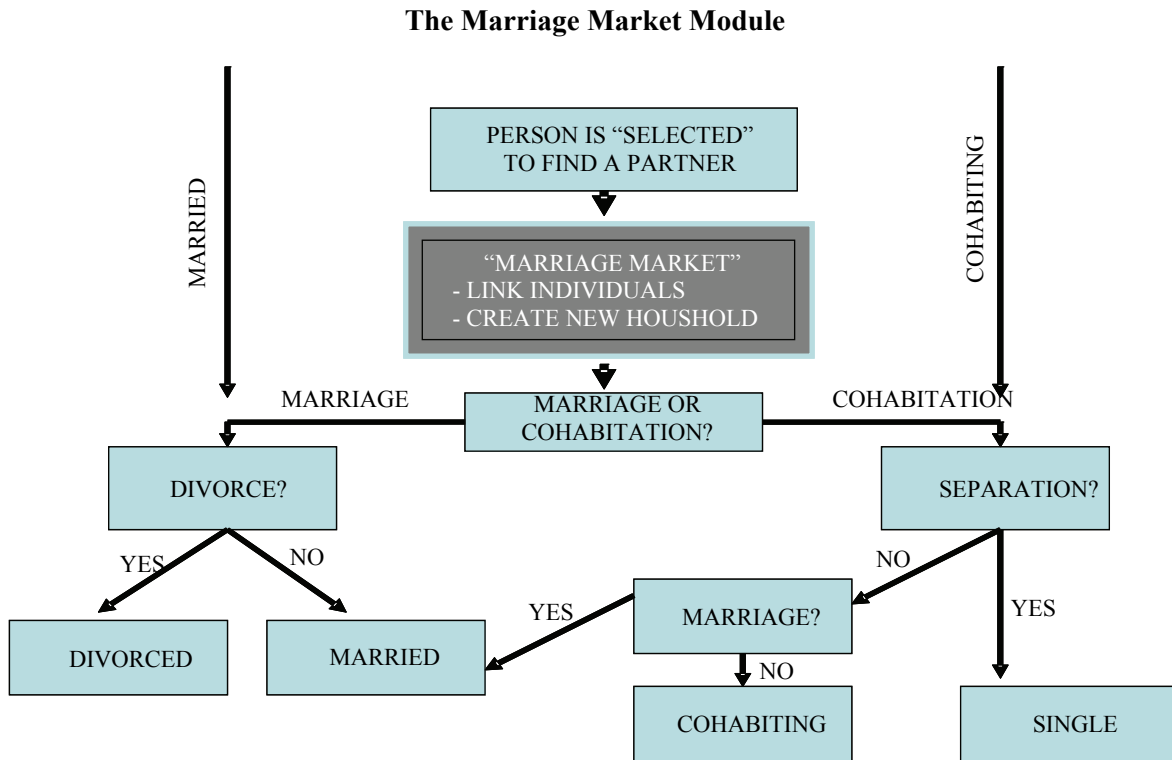 The Marriage Market Module
PERSON IS “SELECTED”
TO FIND A PARTNER
MARRIED
COHABITING
“MARRIAGE MARKET”
- LINK INDIVIDUALS
- CREATE NEW HOUSHOLD
MARRIAGE
MARRIAGE OR
COHABITATION?
COHABITATION
DIVORCE?
SEPARATION?
YES
NO
NO
YES
MARRIAGE?
YES
DIVORCED
MARRIED
NO
COHABITING
SINGLE